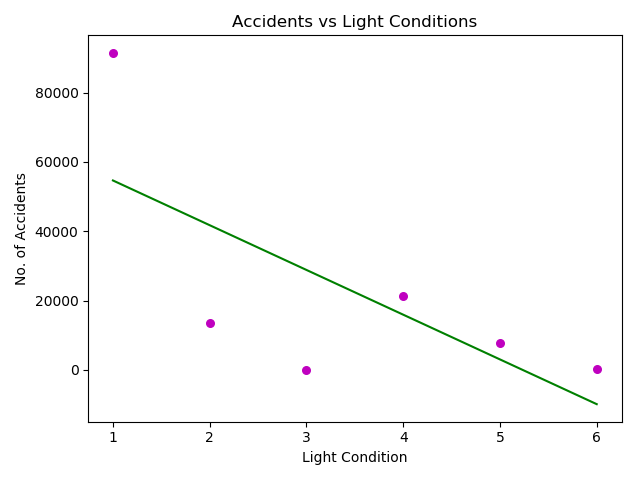 Accidents vs Light Conditions
No. of Accidents
80000
60000
40000
20000
0
1 2 3 4 5 6
Light Condition